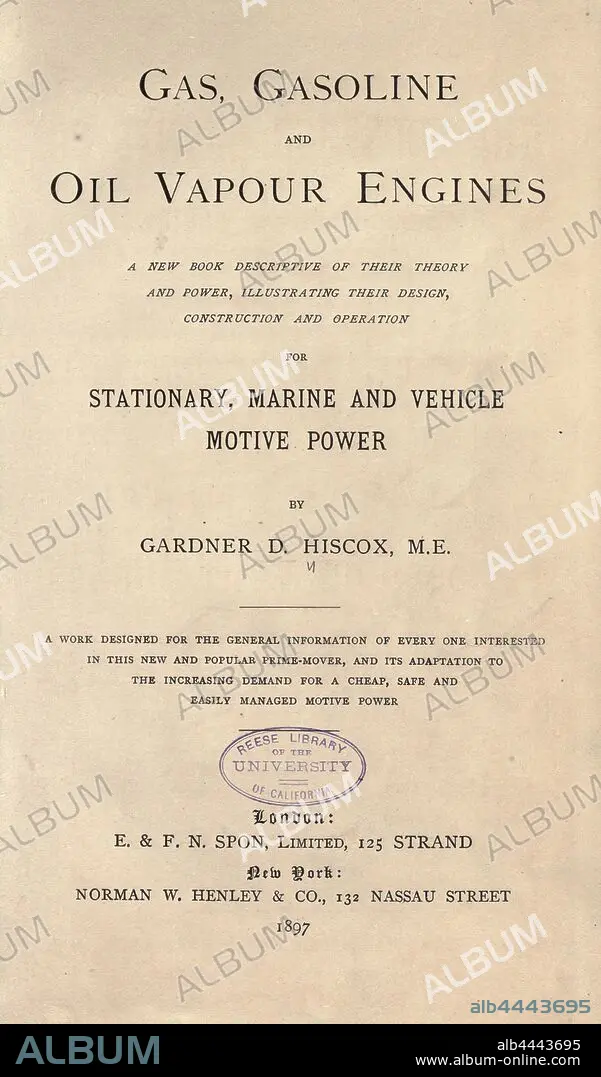 GAS, GASOLINE
AND
OIL VAPOUR ENGINES
A NEW BOOK DESCRIPTIVE OF THEIR THEORY
AND POWER, ILLUSTRATING THEIR DESIGN,
CONSTRUCTION AND OPERATION
FOR
STATIONARY, MARINE AND VEHICLE
MOTIVE POWER
BY
GARDNER D. HISCOX, M.E.
A WORK DESIGNED FOR THE GENERAL INFORMATION OF EVERY ONE INTERESTED
IN THIS NEW AND POPULAR PRIME-MOVER, AND ITS ADAPTATION TO
THE INCREASING DEMAND FOR A CHEAP, SAFE AND
EASILY MANAGED MOTIVE POWER
REESE LIBRARY
OF THE
UNIVERSITY
OF CALIFORNIA
London:
E. & F. N. SPON, LIMITED, 125 STRAND
New York:
NORMAN W. HENLEY & CO., 132 NASSAU STREET
1897
alb4443695
ALBUM
alb4443695
www.album-online.com